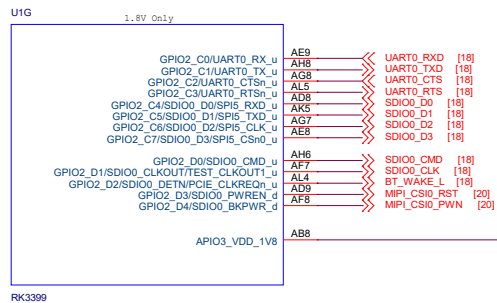 U1G
1.8V Only
GPIO2_C0/UART0_RX_u AE9 UART0_RXD [18]
GPIO2_C1/UART0_TX_u AH8 UART0_TXD [18]
GPIO2_C2/UART0_CTSn_u AG8 UART0_CTS [18]
GPIO2_C3/UART0_RTSn_u AL5 UART0_RTS [18]
GPIO2_C4/SDIO0_D0/SPI5_RXD_u AD8 SDIO0_D0 [18]
GPIO2_C5/SDIO0_D1/SPI5_TXD_u AK5 SDIO0_D1 [18]
GPIO2_C6/SDIO0_D2/SPI5_CLK_u AG7 SDIO0_D2 [18]
GPIO2_C7/SDIO0_D3/SPI5_CSn0_u AE8 SDIO0_D3 [18]
GPIO2_D0/SDIO0_CMD_u AH6 SDIO0_CMD [18]
GPIO2_D1/SDIO0_CLKOUT/TEST_CLKOUT1_u AF7 SDIO0_CLK [18]
GPIO2_D2/SDIO0_DETN/PCIE_CLKREQn_u AL4 BT_WAKE_L [18]
GPIO2_D3/SDIO0_PWREN_d AD9 MIPI_CSI0_RST [20]
GPIO2_D4/SDIO0_BKPWR_d AF8 MIPI_CSI0_PWN [20]
APIO3_VDD_1V8 AB8
RK3399